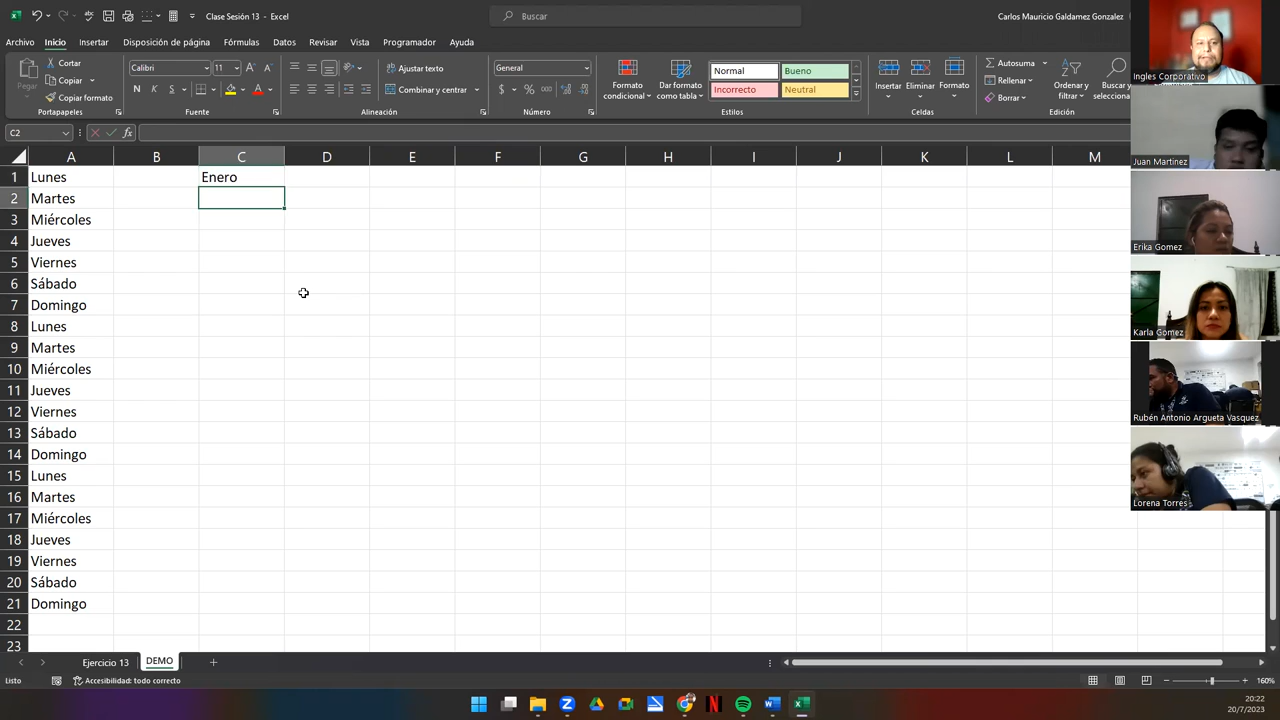 Clase Sesión 13 - Excel
Buscar
Carlos Mauricio Galdamez Gonzalez
Archivo Inicio Insertar Disposición de página Fórmulas Datos Revisar Vista Programador Ayuda
Pegar
Cortar
Copiar
Copiar formato
Portapapeles
Calibri 11
N K S
Fuente
Ajustar texto
Combinar y centrar
Alineación
General
$ % 000
Número
Formato condicional
Dar formato como tabla
Normal Bueno
Incorrecto Neutral
Estilos
Insertar Eliminar Formato
Celdas
Autosuma
Rellenar
Borrar
Ordenar y filtrar
Buscar y
selecciona
Edición
C2
fx
A B C D E F G H I J K L M
1 Lunes Enero
2 Martes
3 Miércoles
4 Jueves
5 Viernes
6 Sábado
7 Domingo
8 Lunes
9 Martes
10 Miércoles
11 Jueves
12 Viernes
13 Sábado
14 Domingo
15 Lunes
16 Martes
17 Miércoles
18 Jueves
19 Viernes
20 Sábado
21 Domingo
22
23
Ingles Corporativo
Juan Martinez
Erika Gomez
Karla Gomez
Rubén Antonio Argueta Vasquez
Lorena Torres
Ejercicio 13 DEMO
Listo
Accesibilidad: todo correcto
160%
20:22
20/7/2023